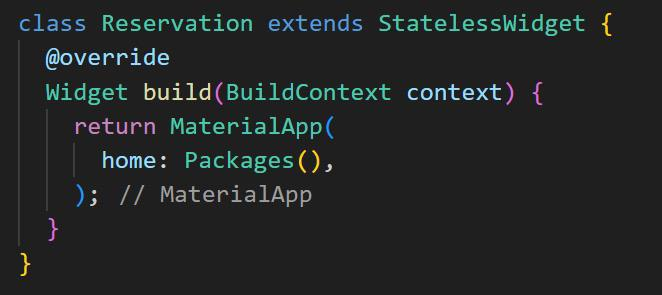 class Reservation extends StatelessWidget {
@override
Widget build(BuildContext context) {
return MaterialApp(
home: Packages(),
); // MaterialApp
}
}